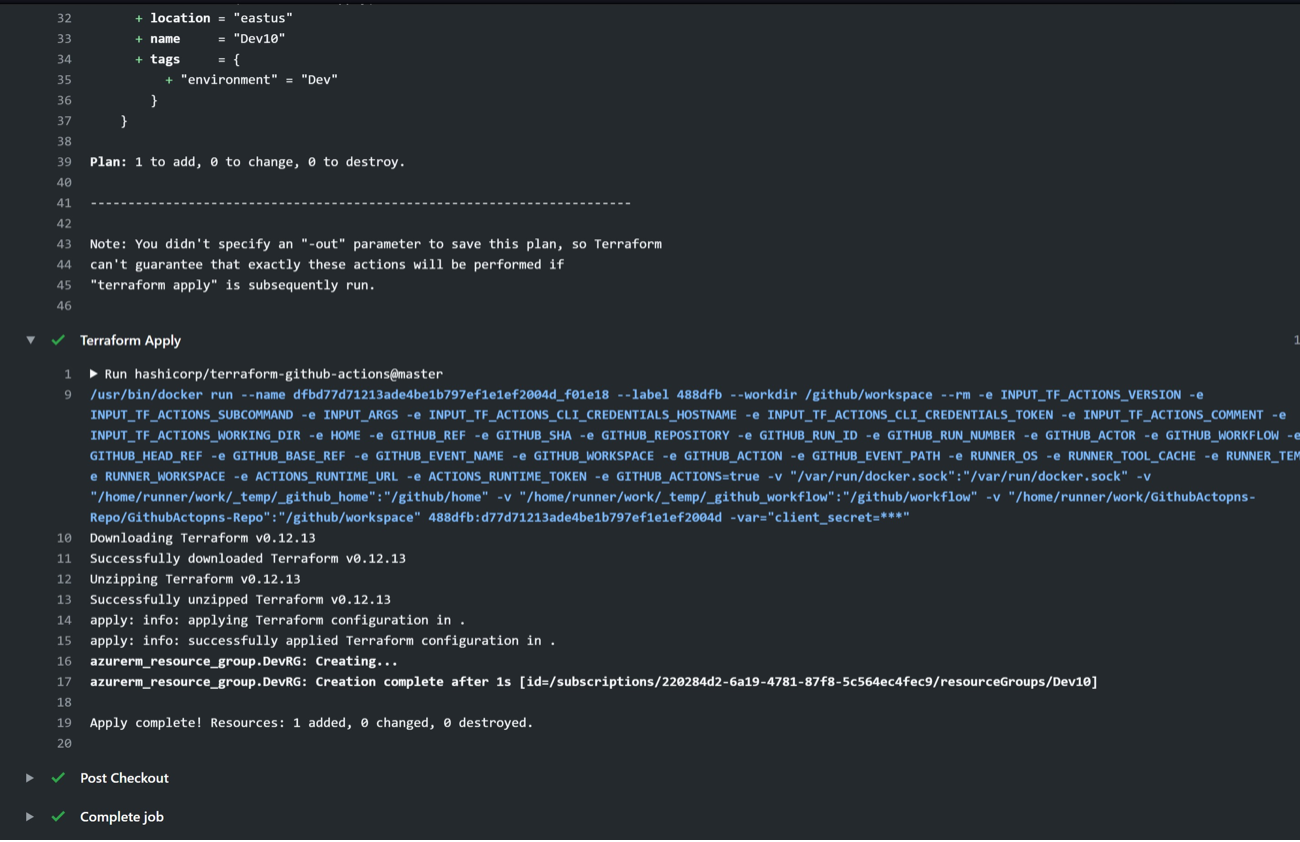 32 + location = "eastus"
33 + name = "Dev10"
34 + tags = {
35 + "environment" = "Dev"
36 }
37 }
38
39 Plan: 1 to add, 0 to change, 0 to destroy.
40
41 ------------------------------------------------------------------------
42
43 Note: You didn't specify an "-out" parameter to save this plan, so Terraform
44 can't guarantee that exactly these actions will be performed if
45 "terraform apply" is subsequently run.
46
Terraform Apply
1 ▶ Run hashicorp/terraform-github-actions@master
9 /usr/bin/docker run --name dfbd77d71213ade4be1b797ef1e1ef2004d_f01e18 --label 488dfb --workdir /github/workspace --rm -e INPUT_TF_ACTIONS_VERSION -e
INPUT_TF_ACTIONS_SUBCOMMAND -e INPUT_ARGS -e INPUT_TF_ACTIONS_CLI_CREDENTIALS_HOSTNAME -e INPUT_TF_ACTIONS_CLI_CREDENTIALS_TOKEN -e INPUT_TF_ACTIONS_COMMENT -e
INPUT_TF_ACTIONS_WORKING_DIR -e HOME -e GITHUB_REF -e GITHUB_SHA -e GITHUB_REPOSITORY -e GITHUB_RUN_ID -e GITHUB_RUN_NUMBER -e GITHUB_ACTOR -e GITHUB_WORKFLOW -e
GITHUB_HEAD_REF -e GITHUB_BASE_REF -e GITHUB_EVENT_NAME -e GITHUB_WORKSPACE -e GITHUB_ACTION -e GITHUB_EVENT_PATH -e RUNNER_OS -e RUNNER_TOOL_CACHE -e RUNNER_TEM
e RUNNER_WORKSPACE -e ACTIONS_RUNTIME_URL -e ACTIONS_RUNTIME_TOKEN -e GITHUB_ACTIONS=true -v "/var/run/docker.sock":"/var/run/docker.sock" -v
"/home/runner/work/_temp/_github_home":"/github/home" -v "/home/runner/work/_temp/_github_workflow":"/github/workflow" -v "/home/runner/work/GithubActopns-
Repo/GithubActopns-Repo":"/github/workspace" 488dfb:d77d71213ade4be1b797ef1e1ef2004d -var="client_secret=***"
10 Downloading Terraform v0.12.13
11 Successfully downloaded Terraform v0.12.13
12 Unzipping Terraform v0.12.13
13 Successfully unzipped Terraform v0.12.13
14 apply: info: applying Terraform configuration in .
15 apply: info: successfully applied Terraform configuration in .
16 azurerm_resource_group.DevRG: Creating...
17 azurerm_resource_group.DevRG: Creation complete after 1s [id=/subscriptions/220284d2-6a19-4781-87f8-5c564ec4fec9/resourceGroups/Dev10]
18
19 Apply complete! Resources: 1 added, 0 changed, 0 destroyed.
20
Post Checkout
Complete job